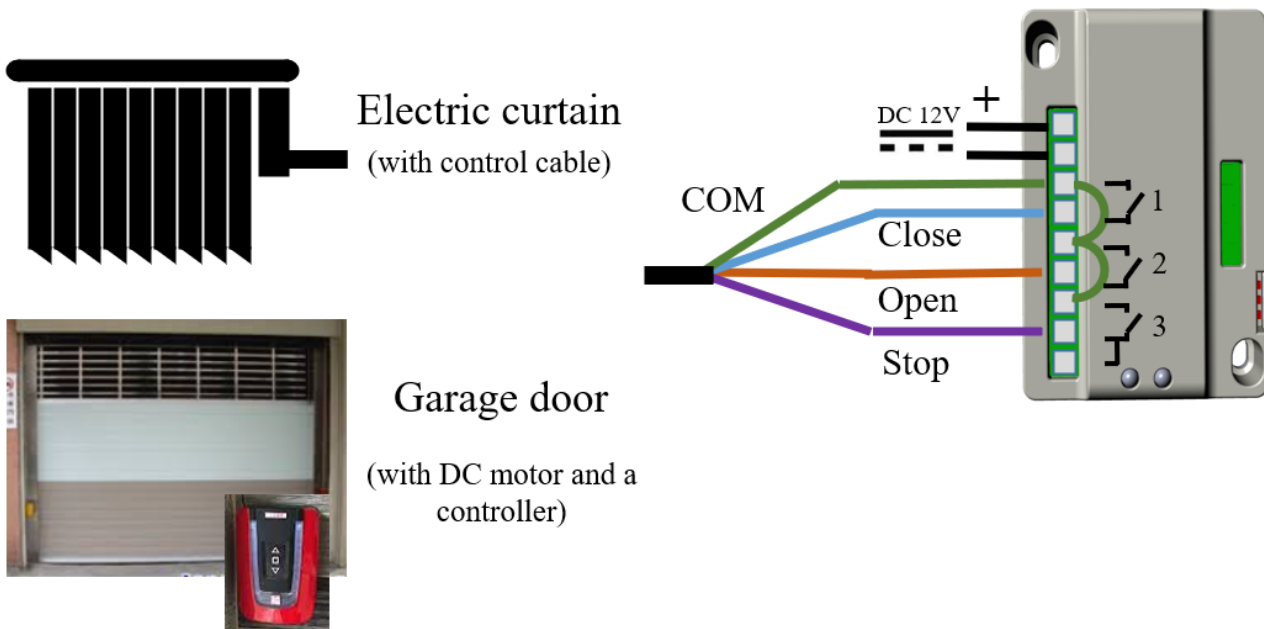 Electric curtain
(with control cable)
Garage door
(with DC motor and a
controller)
DC 12V
+
COM
Close
Open
Stop
1
2
3